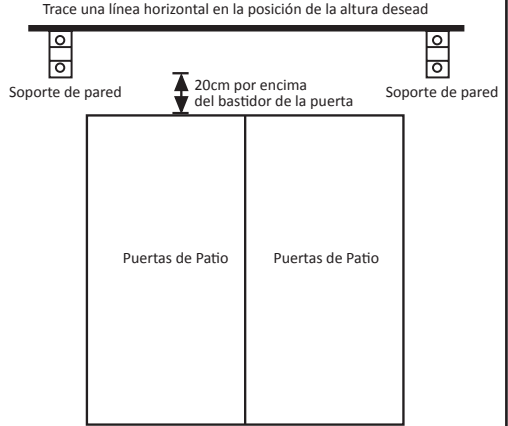 Trace una línea horizontal en la posición de la altura desead
Soporte de pared
20cm por encima
del bastidor de la puerta
Soporte de pared
Puertas de Patio
Puertas de Patio